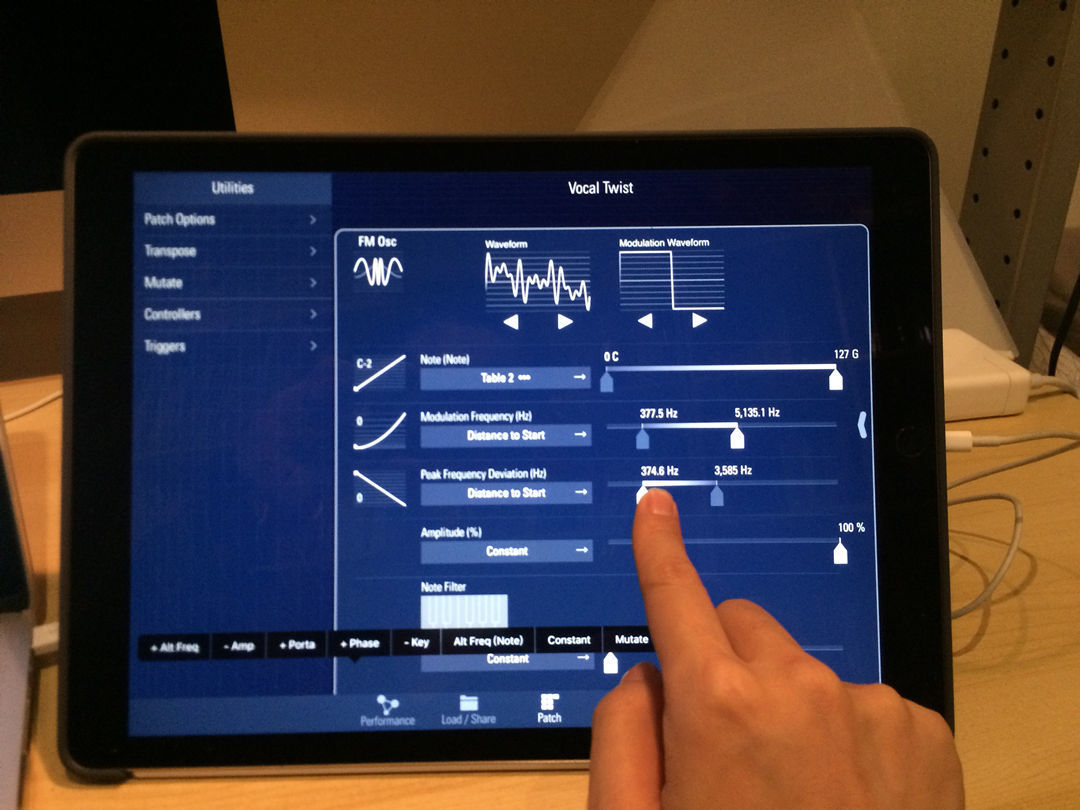 Utilities
Vocal Twist
Patch Options
Transpose
Mutate
Controllers
Triggers
FM Osc
Waveform
Modulation Waveform
C-2
Note (Note)
Table 2
0 C
127 G
0
Modulation Frequency (Hz)
Distance to Start
377.5 Hz
5,135.1 Hz
0
Peak Frequency Deviation (Hz)
Distance to Start
374.6 Hz
3,585 Hz
Amplitude (%)
Constant
100 %
Note Filter
+ Alt Freq
- Amp
+ Porta
+ Phase
- Key
Alt Freq (Note)
Constant
Mutate
Constant
Performance
Load / Share
Patch